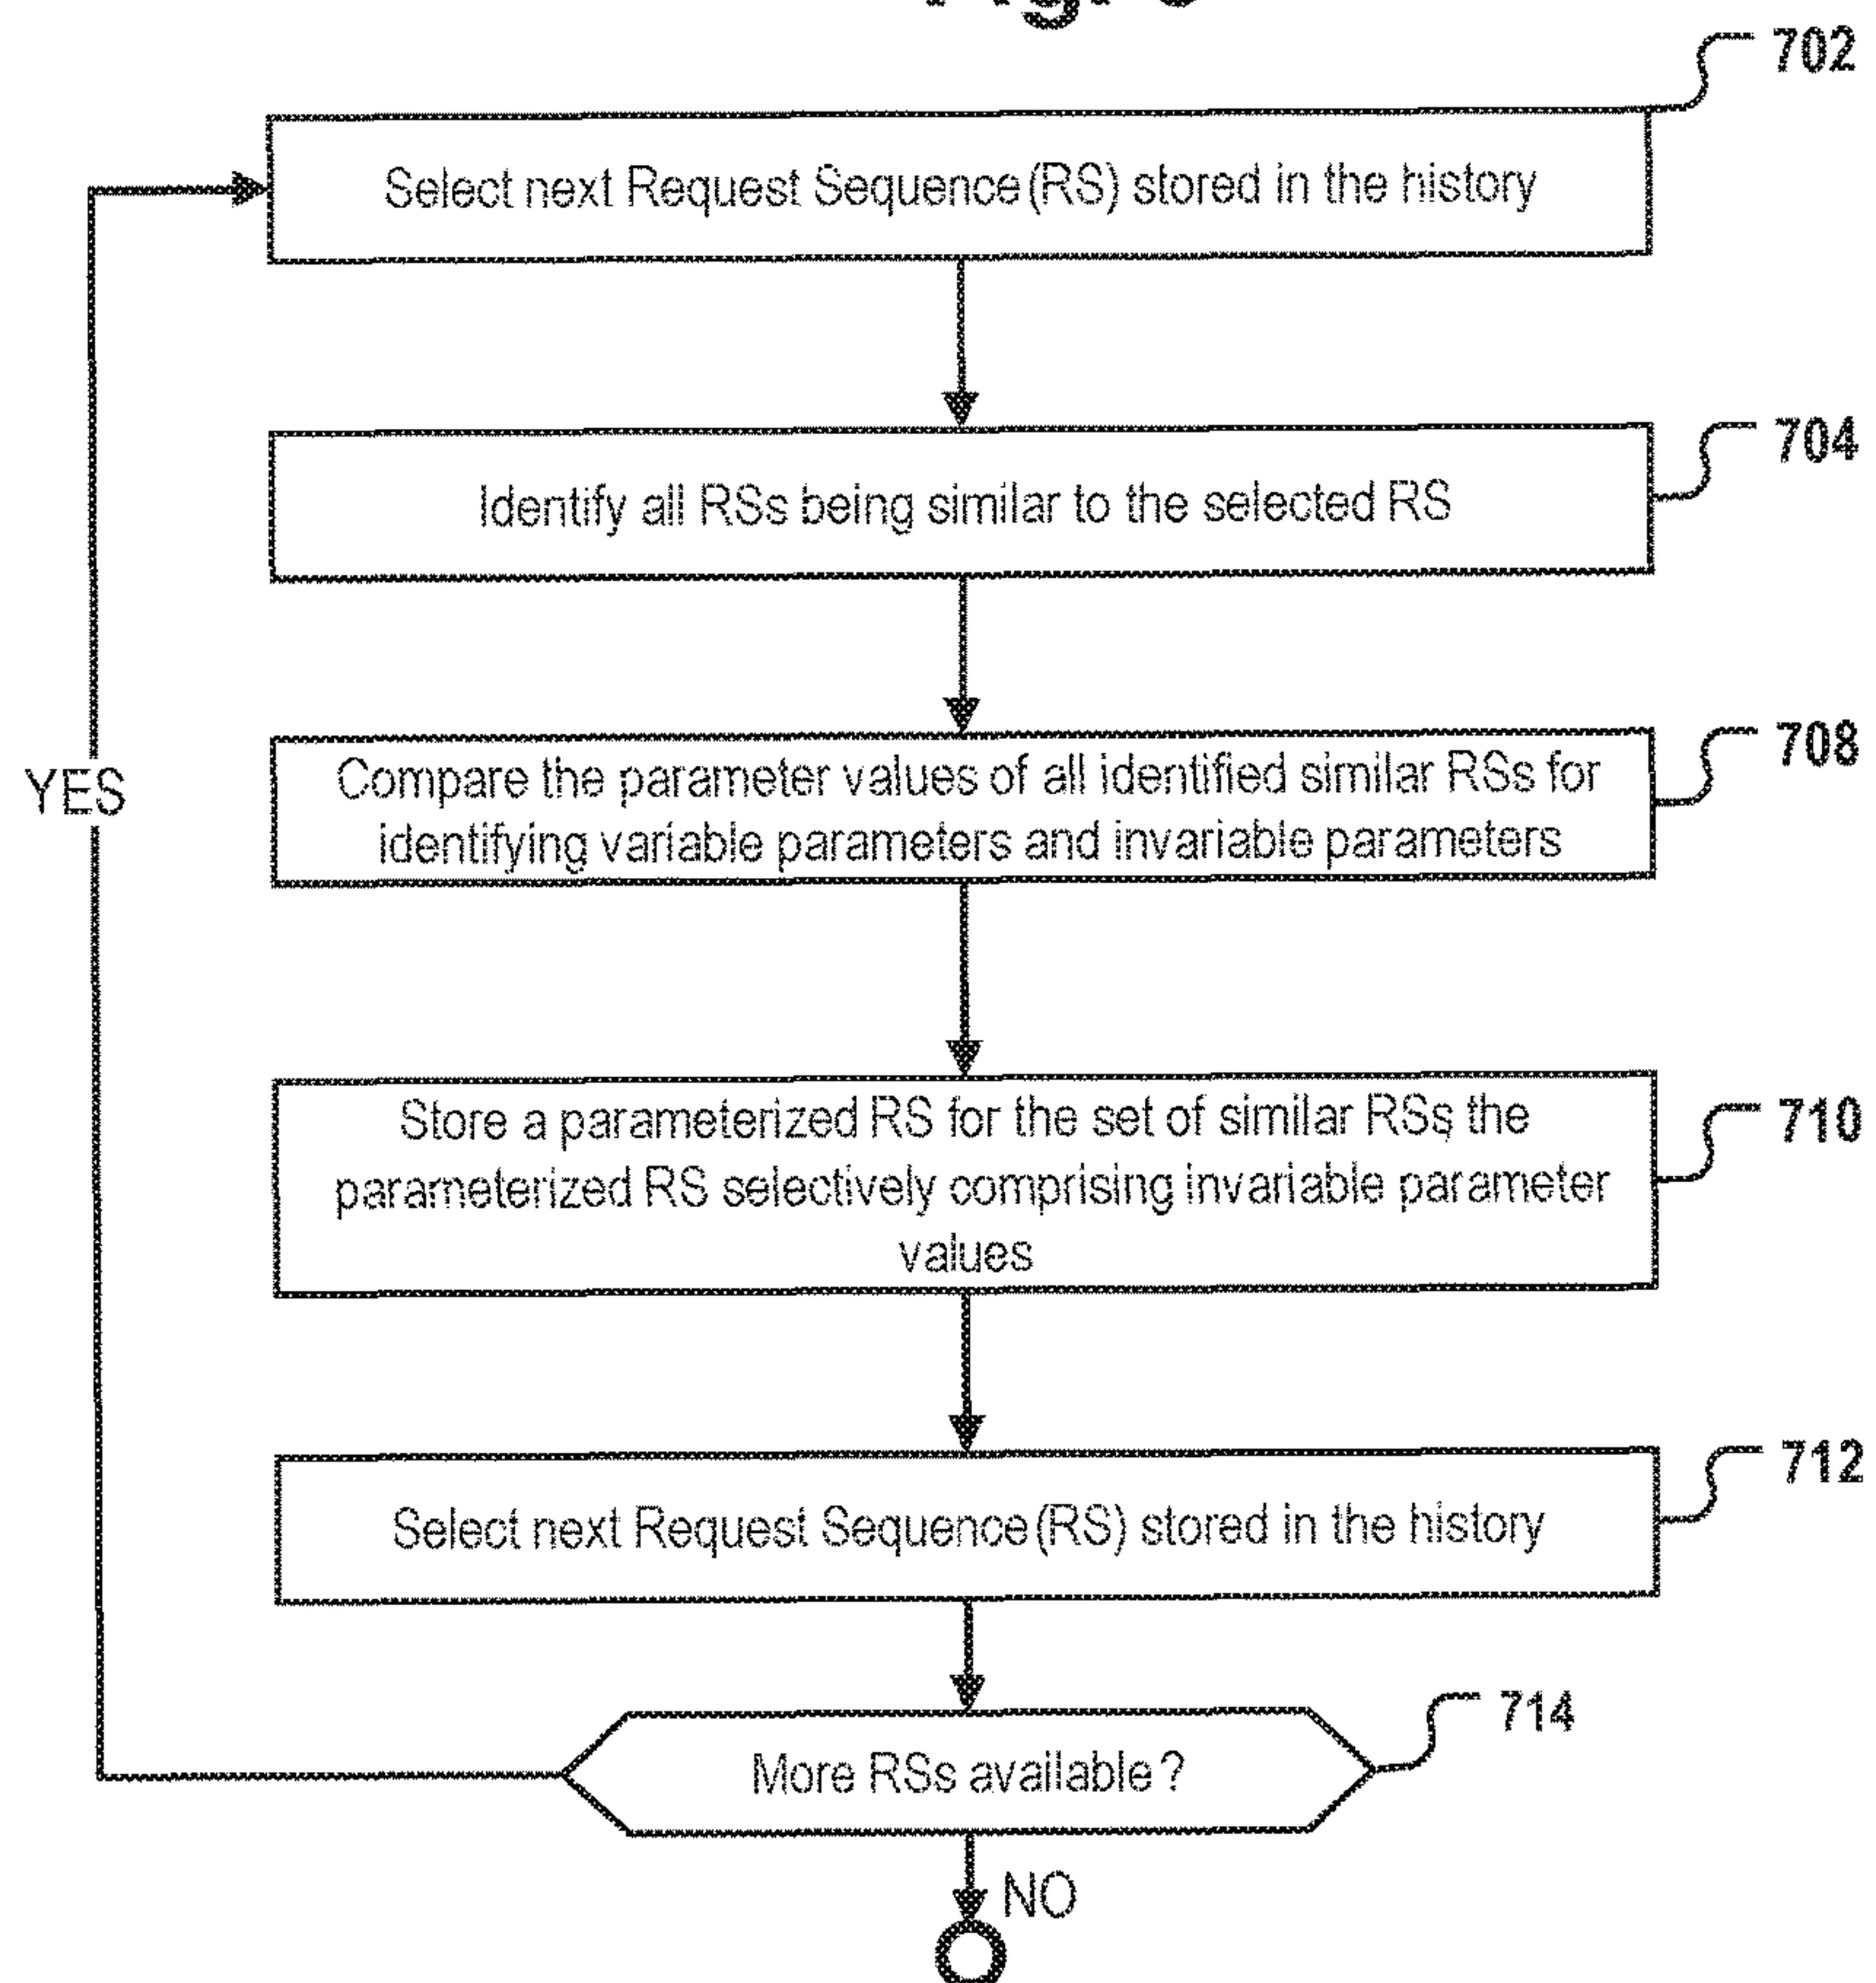 702
Select next Request Sequence (RS) stored in the history
704
Identify all RSs being similar to the selected RS
708
Compare the parameter values of all identified similar RSs for
identifying variable parameters and invariable parameters
YES
710
Store a parameterized RS for the set of similar RSs the
parameterized RS selectively comprising invariable parameter
values
712
Select next Request Sequence (RS) stored in the history
714
More RSs available?
NO